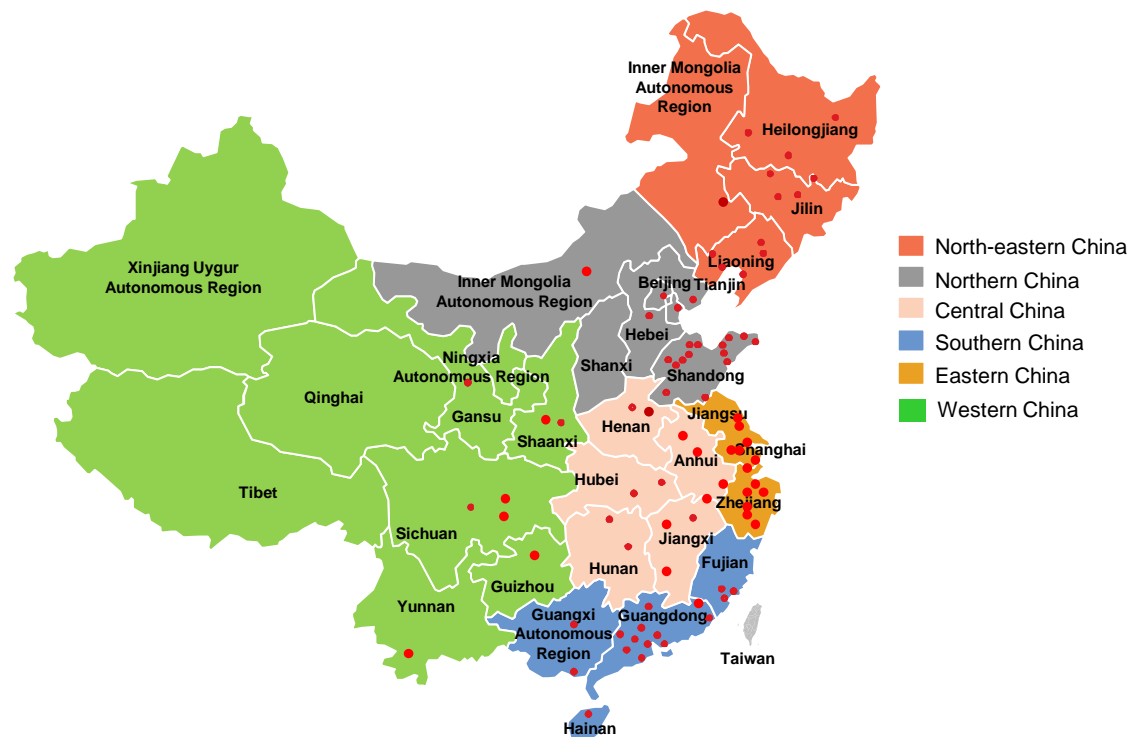 Inner Mongolia
Autonomous
Region
Heilongjiang
Jilin
Liaoning
Xinjiang Uygur
Autonomous Region
Inner Mongolia
Autonomous Region
Beijing
Tianjin
Hebei
Shanxi
Shandong
Ningxia
Autonomous Region
Qinghai
Gansu
Shaanxi
Henan
Jiangsu
Shanghai
Anhui
Hubei
Zhejiang
Tibet
Sichuan
Jiangxi
Hunan
Fujian
Guizhou
Yunnan
Guangxi
Autonomous
Region
Guangdong
Taiwan
Hainan
North-eastern China
Northern China
Central China
Southern China
Eastern China
Western China